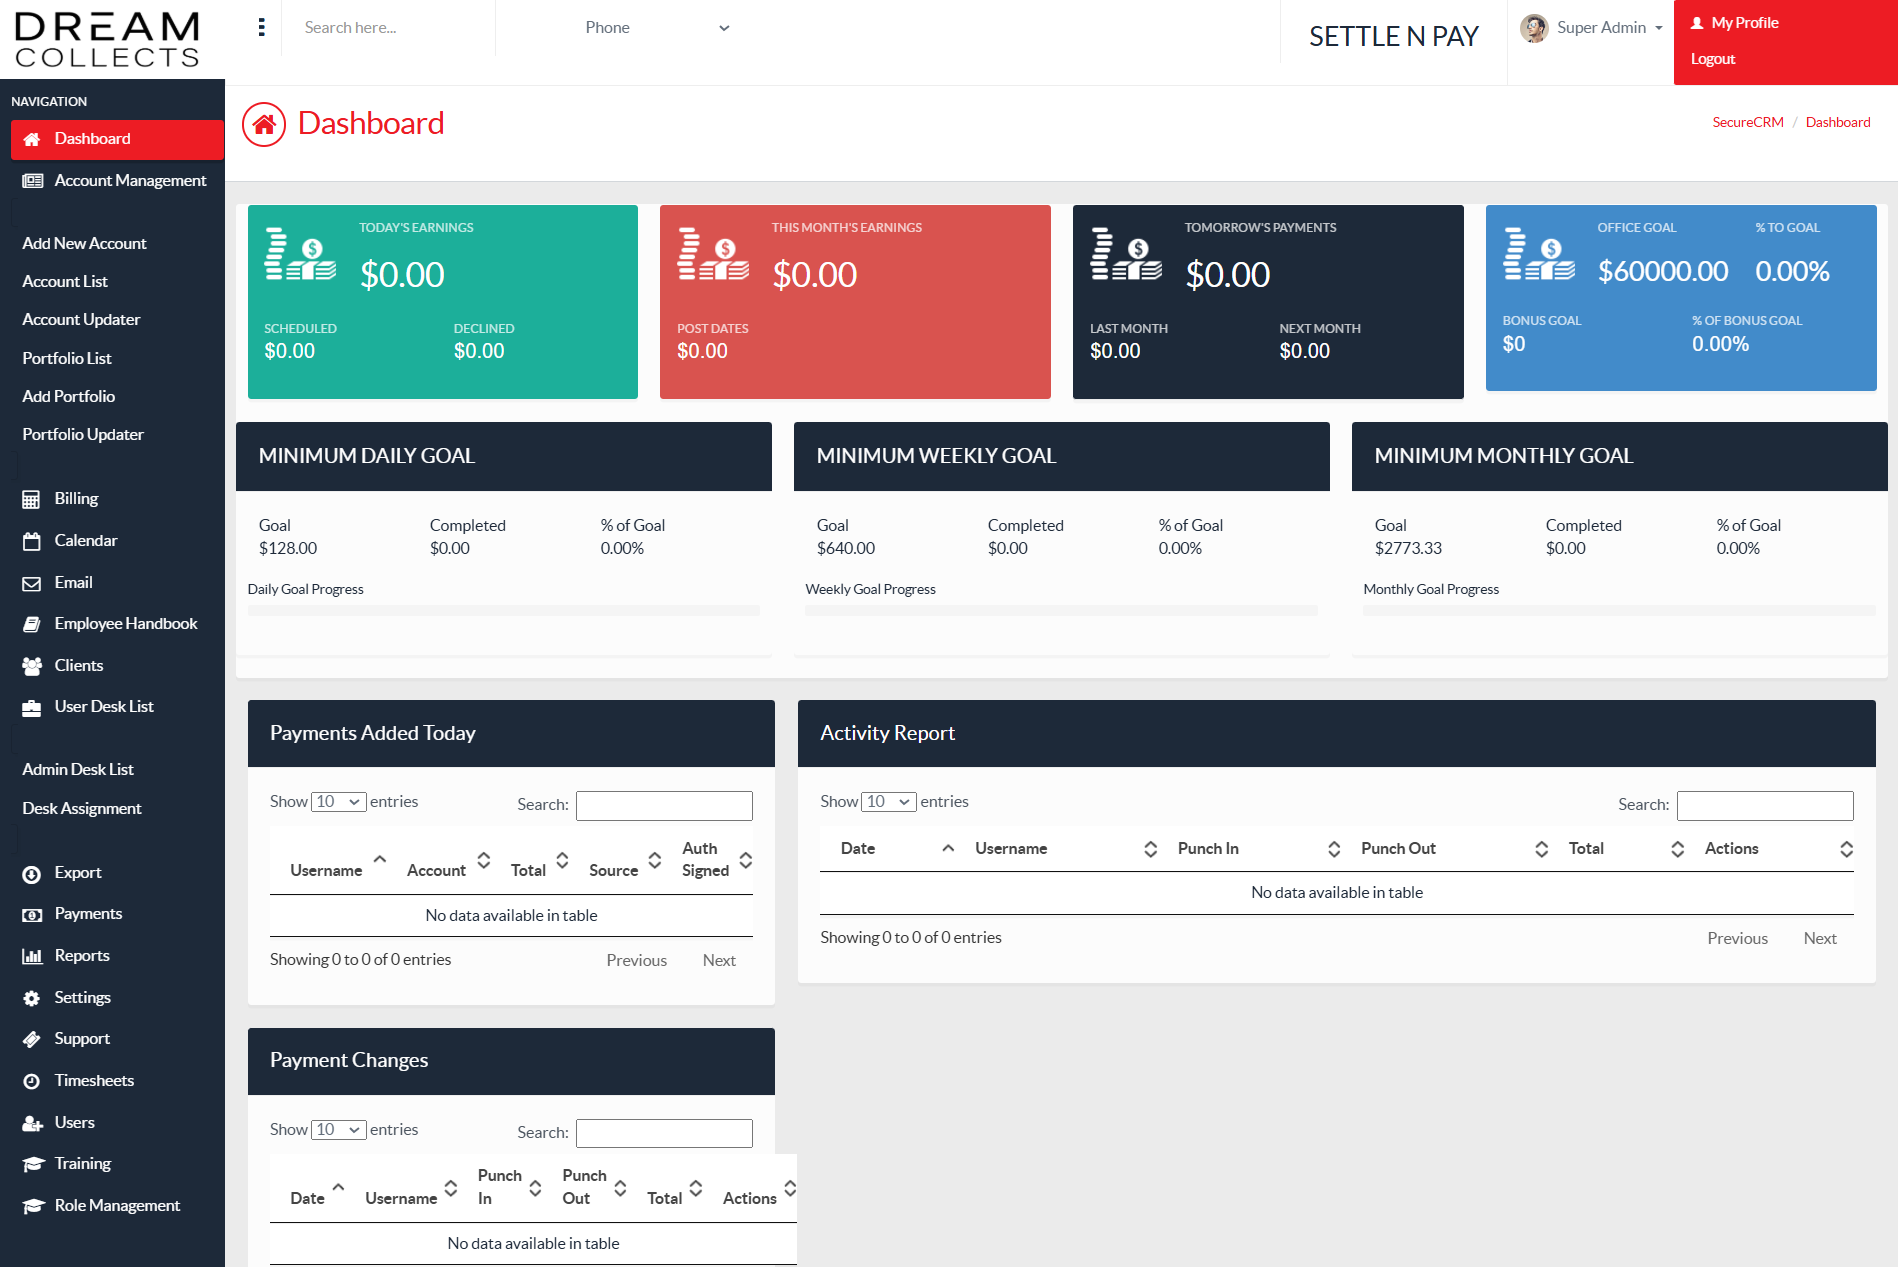 DREAM
COLLECTS
Search here...
Phone
SETTLE N PAY
Super Admin
My Profile
Logout
NAVIGATION
Dashboard
Account Management
Add New Account
Account List
Account Updater
Portfolio List
Add Portfolio
Portfolio Updater
Billing
Calendar
Email
Employee Handbook
Clients
User Desk List
Admin Desk List
Desk Assignment
Export
Payments
Reports
Settings
Support
Timesheets
Users
Training
Role Management
Dashboard
SecureCRM / Dashboard
TODAY'S EARNINGS
$0.00
SCHEDULED DECLINED
$0.00 $0.00
THIS MONTH'S EARNINGS
$0.00
POST DATES
$0.00
TOMORROW'S PAYMENTS
$0.00
LAST MONTH NEXT MONTH
$0.00 $0.00
OFFICE GOAL % TO GOAL
$60000.00 0.00%
BONUS GOAL % OF BONUS GOAL
$0 0.00%
MINIMUM DAILY GOAL
Goal Completed % of Goal
$128.00 $0.00 0.00%
Daily Goal Progress
MINIMUM WEEKLY GOAL
Goal Completed % of Goal
$640.00 $0.00 0.00%
Weekly Goal Progress
MINIMUM MONTHLY GOAL
Goal Completed % of Goal
$2773.33 $0.00 0.00%
Monthly Goal Progress
Payments Added Today
Show 10 entries Search:
Username Account Total Source Auth Signed
No data available in table
Showing 0 to 0 of 0 entries
Previous Next
Activity Report
Show 10 entries Search:
Date Username Punch In Punch Out Total Actions
No data available in table
Showing 0 to 0 of 0 entries
Previous Next
Payment Changes
Show 10 entries Search:
Date Username Punch In Punch Out Total Actions
No data available in table